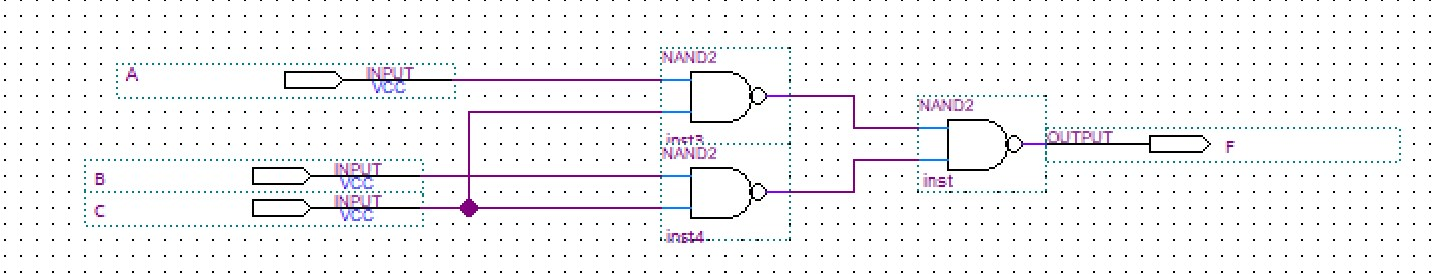 A
INPUT
VCC
NAND2
inst3
B
INPUT
VCC
C
INPUT
VCC
NAND2
inst4
NAND2
inst
OUTPUT
F